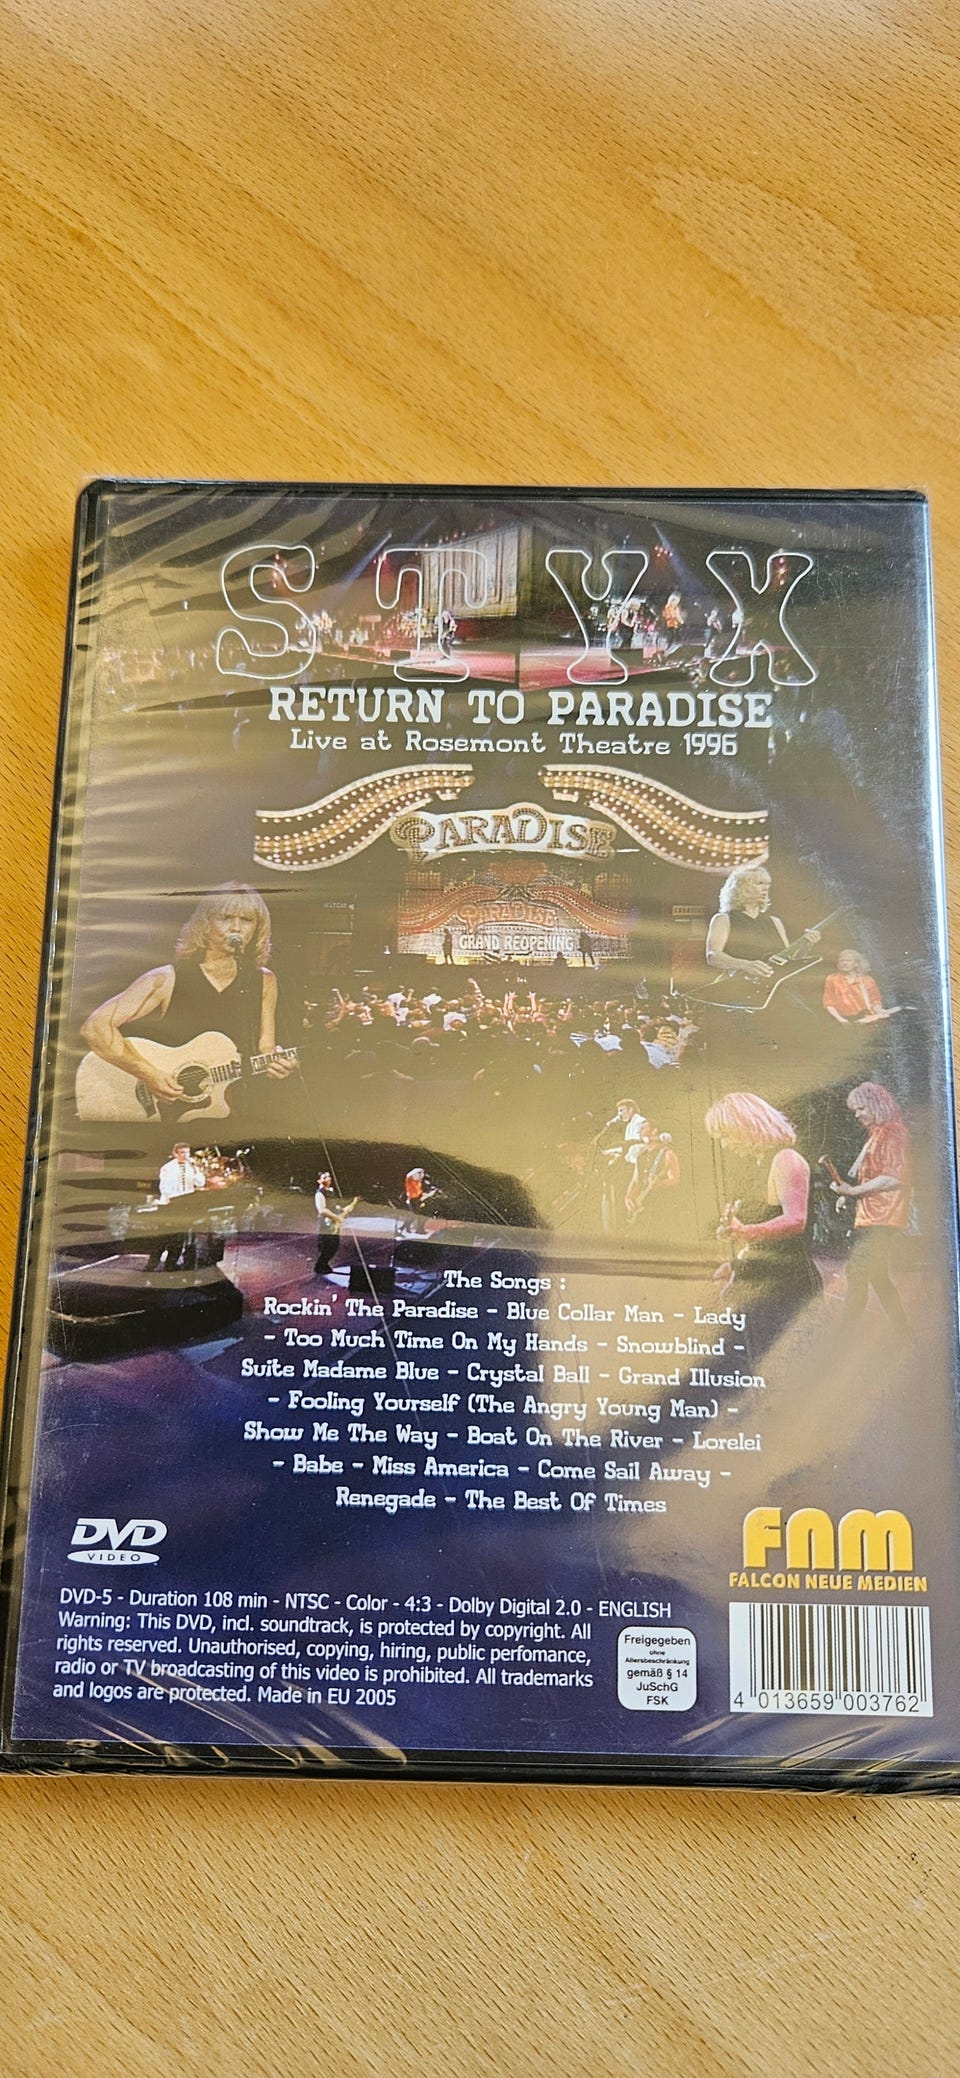 STYX
RETURN TO PARADISE
Live at Rosemont Theatre 1996
PARADISE
PARADISE
GRAND REOPENING
The Songs :
Rockin' The Paradise - Blue Collar Man - Lady
- Too Much Time On My Hands - Snowblind -
Suite Madame Blue - Crystal Ball - Grand Illusion
- Fooling Yourself (The Angry Young Man) -
Show Me The Way - Boat On The River - Lorelei
- Babe - Miss America - Come Sail Away -
Renegade - The Best Of Times
DVD
VIDEO
FNM
FALCON NEUE MEDIEN
DVD-5 - Duration 108 min - NTSC - Color - 4:3 - Dolby Digital 2.0 - ENGLISH
Warning: This DVD, incl. soundtrack, is protected by copyright. All
rights reserved. Unauthorised, copying, hiring, public perfomance,
radio or TV broadcasting of this video is prohibited. All trademarks
and logos are protected. Made in EU 2005
Freigegeben
ohne
Altersbeschränkung
gemäß § 14
JuSchG
FSK
4 013659 003762